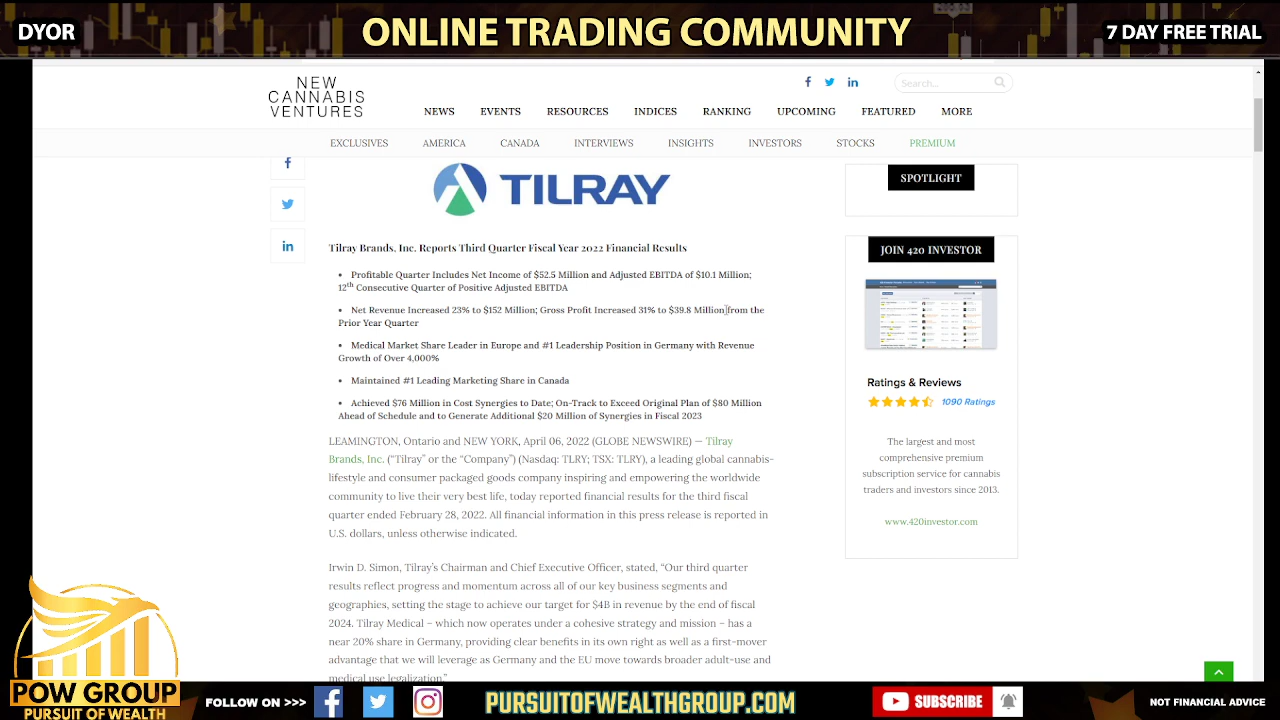 DYOR
ONLINE TRADING COMMUNITY
7 DAY FREE TRIAL
NEW
CANNABIS
VENTURES
Search...
NEWS EVENTS RESOURCES INDICES RANKING UPCOMING FEATURED MORE
EXCLUSIVES AMERICA CANADA INTERVIEWS INSIGHTS INVESTORS STOCKS PREMIUM
TILRAY
Tilray Brands, Inc. Reports Third Quarter Fiscal Year 2022 Financial Results
• Profitable Quarter Includes Net Income of $52.5 Million and Adjusted EBITDA of $10.1 Million;
12th Consecutive Quarter of Positive Adjusted EBITDA
• Net Revenue Increased 23% to $152 Million; Gross Profit Increased 31% to $39.8 Million from the
Prior Year Quarter
• Medical Market Share Leader in Europe and #1 Leadership Position in Germany with Revenue
Growth of Over 4,000%
• Maintained #1 Leading Marketing Share in Canada
• Achieved $76 Million in Cost Synergies to Date; On-Track to Exceed Original Plan of $80 Million
Ahead of Schedule and to Generate Additional $20 Million of Synergies in Fiscal 2023
LEAMINGTON, Ontario and NEW YORK, April 06, 2022 (GLOBE NEWSWIRE) — Tilray
Brands, Inc. (“Tilray” or the “Company”) (Nasdaq: TLRY; TSX: TLRY), a leading global cannabis-
lifestyle and consumer packaged goods company inspiring and empowering the worldwide
community to live their very best life, today reported financial results for the third fiscal
quarter ended February 28, 2022. All financial information in this press release is reported in
U.S. dollars, unless otherwise indicated.
Irwin D. Simon, Tilray’s Chairman and Chief Executive Officer, stated, “Our third quarter
results reflect progress and momentum across all of our key business segments and
geographies, setting the stage to achieve our target for $4B in revenue by the end of fiscal
2024. Tilray Medical – which now operates under a cohesive strategy and mission – has a
near 20% share in Germany, providing clear benefits in its own right as well as a first-mover
advantage that we will leverage as Germany and the EU move towards broader adult-use and
medical use legalization.”
SPOTLIGHT
JOIN 420 INVESTOR
Ratings & Reviews
1090 Ratings
The largest and most
comprehensive premium
subscription service for cannabis
traders and investors since 2013.
www.420investor.com
POW GROUP
PURSUIT OF WEALTH
FOLLOW ON >>>
PURSUITOFWEALTHGROUP.COM
SUBSCRIBE
NOT FINANCIAL ADVICE